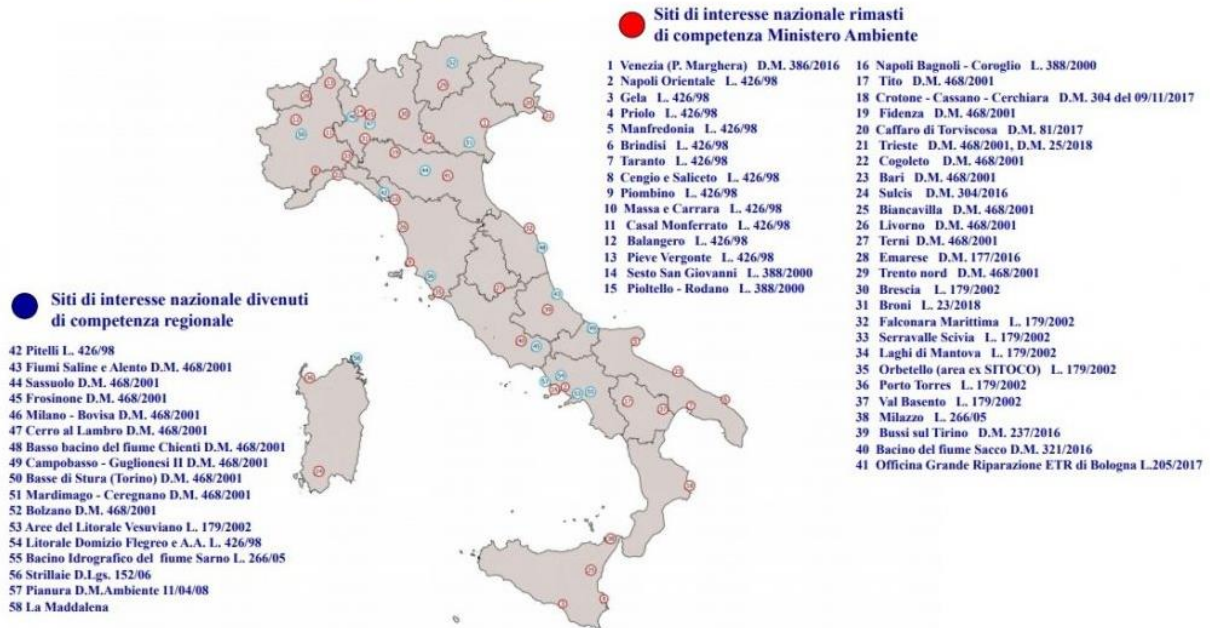 Siti di interesse nazionale rimasti
di competenza Ministero Ambiente
1 Venezia (P. Marghera) D.M. 386/2016
2 Napoli Orientale L. 426/98
3 Gela L. 426/98
4 Priolo L. 426/98
5 Manfredonia L. 426/98
6 Brindisi L. 426/98
7 Taranto L. 426/98
8 Cengio e Saliceto L. 426/98
9 Piombino L. 426/98
10 Massa e Carrara L. 426/98
11 Casal Monferrato L. 426/98
12 Balangero L. 426/98
13 Pieve Vergonte L. 426/98
14 Sesto San Giovanni L. 388/2000
15 Pioltello - Rodano L. 388/2000
16 Napoli Bagnoli - Coroglio L. 388/2000
17 Tito D.M. 468/2001
18 Crotone - Cassano - Cerchiara D.M. 304 del 09/11/2017
19 Fidenza D.M. 468/2001
20 Caffaro di Torviscosa D.M. 81/2017
21 Trieste D.M. 468/2001, D.M. 25/2018
22 Cogoleto D.M. 468/2001
23 Bari D.M. 468/2001
24 Sulcis D.M. 304/2016
25 Biancavilla D.M. 468/2001
26 Livorno D.M. 468/2001
27 Terni D.M. 468/2001
28 Emarese D.M. 177/2016
29 Trento nord D.M. 468/2001
30 Brescia L. 179/2002
31 Broni L. 23/2018
32 Falconara Marittima L. 179/2002
33 Serravalle Scivia L. 179/2002
34 Laghi di Mantova L. 179/2002
35 Orbetello (area ex SITOCO) L. 179/2002
36 Porto Torres L. 179/2002
37 Val Basento L. 179/2002
38 Milazzo L. 266/05
39 Bussi sul Tirino D.M. 237/2016
40 Bacino del fiume Sacco D.M. 321/2016
41 Officina Grande Riparazione ETR di Bologna L.205/2017
Siti di interesse nazionale divenuti
di competenza regionale
42 Pitelli L. 426/98
43 Fiumi Saline e Alento D.M. 468/2001
44 Sassuolo D.M. 468/2001
45 Frosinone D.M. 468/2001
46 Milano - Bovisa D.M. 468/2001
47 Cerro al Lambro D.M. 468/2001
48 Basso bacino del fiume Chienti D.M. 468/2001
49 Campobasso - Guglionesi II D.M. 468/2001
50 Basse di Stura (Torino) D.M. 468/2001
51 Mardimago - Ceregnano D.M. 468/2001
52 Bolzano D.M. 468/2001
53 Aree del Litorale Vesuviano L. 179/2002
54 Litorale Domizio Flegreo e A.A. L. 426/98
55 Bacino Idrografico del fiume Sarno L. 266/05
56 Strillaie D.Lgs. 152/06
57 Pianura D.M.Ambiente 11/04/08
58 La Maddalena